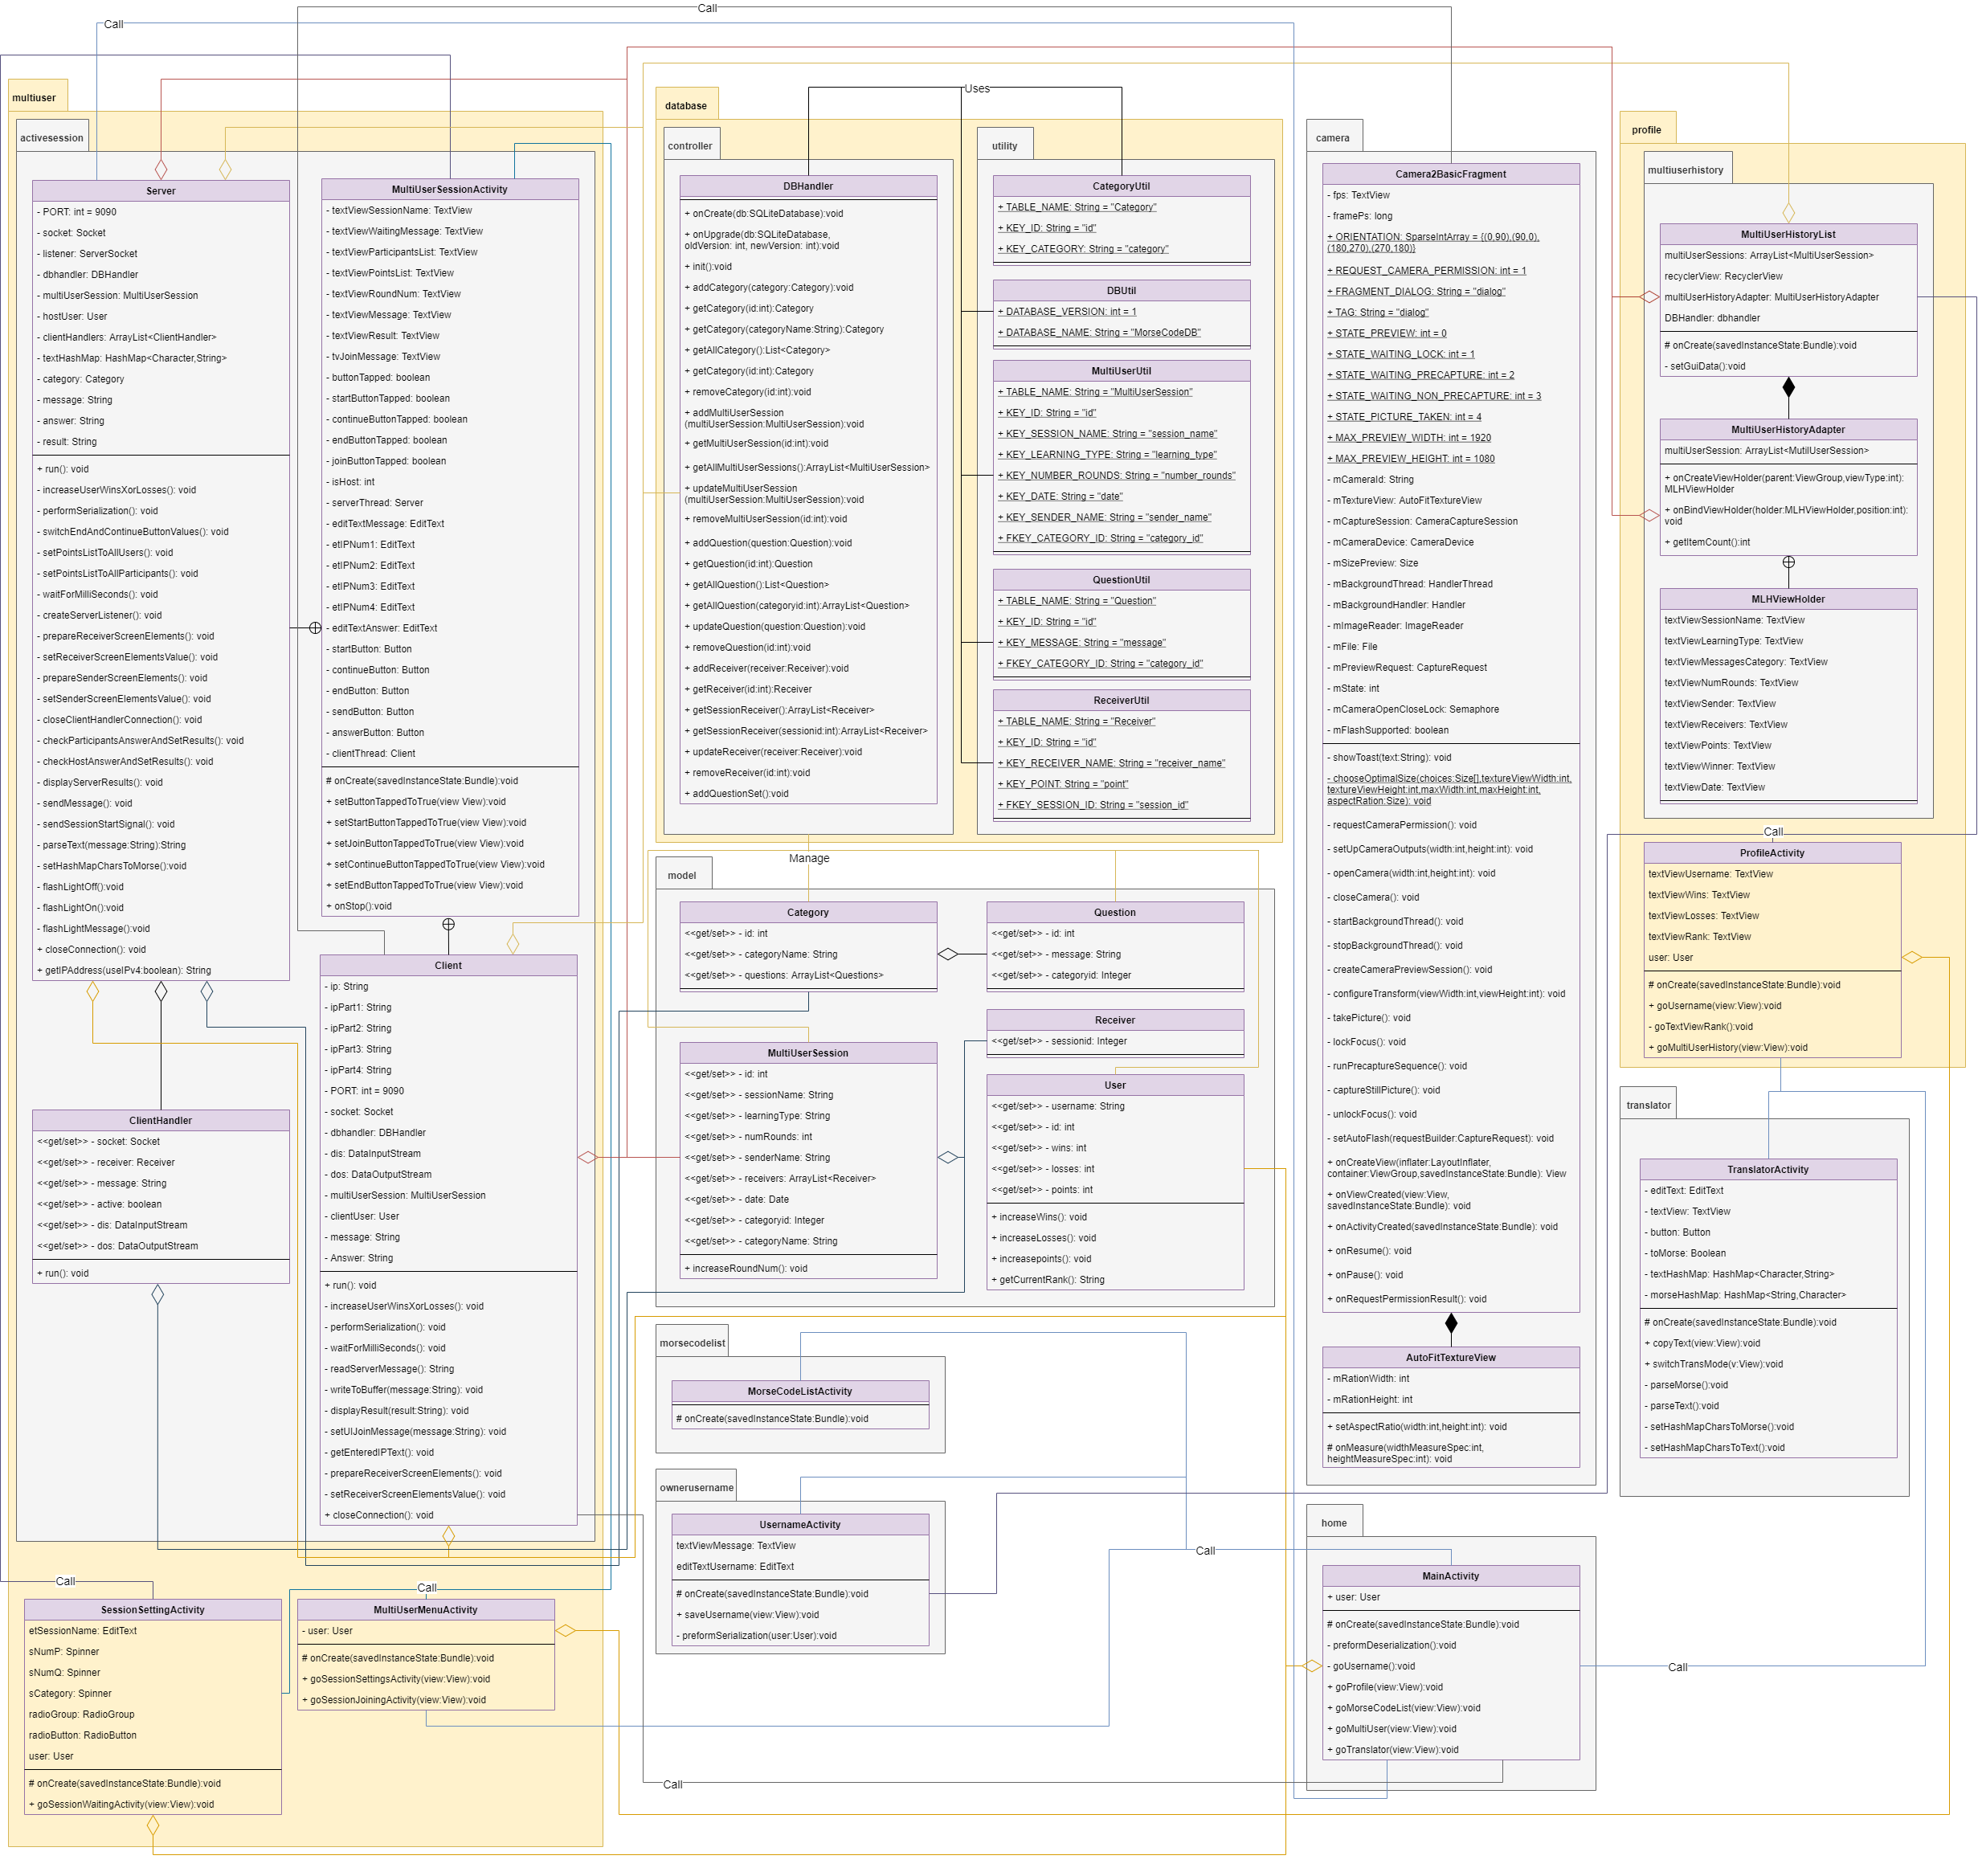 Call
Call
multiuser
activesession
Server
- PORT: int = 9090
- socket: Socket
- listener: ServerSocket
- dbhandler: DBHandler
- multiUserSession: MultiUserSession
- hostUser: User
- clientHandlers: ArrayList<ClientHandler>
- textHashMap: HashMap<Character,String>
- category: Category
- message: String
- answer: String
- result: String
+ run(): void
- increaseUserWinsXorLosses(): void
- performSerialization(): void
- switchEndAndContinueButtonValues(): void
- setPointsListToAllUsers(): void
- setPointsListToAllParticipants(): void
- waitForMilliSeconds(): void
- createServerListener(): void
- prepareReceiverScreenElements(): void
- setReceiverScreenElementsValue(): void
- prepareSenderScreenElements(): void
- setSenderScreenElementsValue(): void
- closeClientHandlerConnection(): void
- checkParticipantsAnswerAndSetResults(): void
- checkHostAnswerAndSetResults(): void
- displayServerResults(): void
- sendMessage(): void
- sendSessionStartSignal(): void
- parseText(message:String):String
- setHashMapCharsToMorse():void
- flashLightOff():void
- flashLightOn():void
- flashLightMessage():void
+ closeConnection(): void
+ getIPAddress(useIPv4:boolean): String
MultiUserSessionActivity
- textViewSessionName: TextView
- textViewWaitingMessage: TextView
- textViewParticipantsList: TextView
- textViewPointsList: TextView
- textViewRoundNum: TextView
- textViewMessage: TextView
- textViewResult: TextView
- tvJoinMessage: TextView
- buttonTapped: boolean
- startButtonTapped: boolean
- continueButtonTapped: boolean
- endButtonTapped: boolean
- joinButtonTapped: boolean
- isHost: int
- serverThread: Server
- editTextMessage: EditText
- etIPNum1: EditText
- etIPNum2: EditText
- etIPNum3: EditText
- etIPNum4: EditText
- editTextAnswer: EditText
- startButton: Button
- continueButton: Button
- endButton: Button
- sendButton: Button
- answerButton: Button
- clientThread: Client
# onCreate(savedInstanceState:Bundle):void
+ setButtonTappedToTrue(view View):void
+ setStartButtonTappedToTrue(view View):void
+ setJoinButtonTappedToTrue(view View):void
+ setContinueButtonTappedToTrue(view View):void
+ setEndButtonTappedToTrue(view View):void
+ onStop():void
ClientHandler
<<get/set>> - socket: Socket
<<get/set>> - receiver: Receiver
<<get/set>> - message: String
<<get/set>> - active: boolean
<<get/set>> - dis: DataInputStream
<<get/set>> - dos: DataOutputStream
+ run(): void
Client
- ip: String
- ipPart1: String
- ipPart2: String
- ipPart3: String
- ipPart4: String
- PORT: int = 9090
- socket: Socket
- dbhandler: DBHandler
- dis: DataInputStream
- dos: DataOutputStream
- multiUserSession: MultiUserSession
- clientUser: User
- message: String
- Answer: String
+ run(): void
- increaseUserWinsXorLosses(): void
- performSerialization(): void
- waitForMilliSeconds(): void
- readServerMessage(): String
- writeToBuffer(message:String): void
- displayResult(result:String): void
- setUIJoinMessage(message:String): void
- getEnteredIPText(): void
- prepareReceiverScreenElements(): void
- setReceiverScreenElementsValue(): void
+ closeConnection(): void
Call
SessionSettingActivity
etSessionName: EditText
sNumP: Spinner
sNumQ: Spinner
sCategory: Spinner
radioGroup: RadioGroup
radioButton: RadioButton
user: User
# onCreate(savedInstanceState:Bundle):void
+ goSessionWaitingActivity(view:View):void
Call
MultiUserMenuActivity
- user: User
# onCreate(savedInstanceState:Bundle):void
+ goSessionSettingsActivity(view:View):void
+ goSessionJoiningActivity(view:View):void
database
Uses
controller
DBHandler
+ onCreate(db:SQLiteDatabase):void
+ onUpgrade(db:SQLiteDatabase,
oldVersion: int, newVersion: int):void
+ init():void
+ addCategory(category:Category):void
+ getCategory(id:int):Category
+ getCategory(categoryName:String):Category
+ getAllCategory():List<Category>
+ getCategory(id:int):Category
+ removeCategory(id:int):void
+ addMultiUserSession
(multiUserSession:MultiUserSession):void
+ getMultiUserSession(id:int):void
+ getAllMultiUserSessions():ArrayList<MultiUserSession>
+ updateMultiUserSession
(multiUserSession:MultiUserSession):void
+ removeMultiUserSession(id:int):void
+ addQuestion(question:Question):void
+ getQuestion(id:int):Question
+ getAllQuestion():List<Question>
+ getAllQuestion(categoryid:int):ArrayList<Question>
+ updateQuestion(question:Question):void
+ removeQuestion(id:int):void
+ addReceiver(receiver:Receiver):void
+ getReceiver(id:int):Receiver
+ getSessionReceiver():ArrayList<Receiver>
+ getSessionReceiver(sessionid:int):ArrayList<Receiver>
+ updateReceiver(receiver:Receiver):void
+ removeReceiver(id:int):void
+ addQuestionSet():void
utility
CategoryUtil
+ TABLE_NAME: String = "Category"
+ KEY_ID: String = "id"
+ KEY_CATEGORY: String = "category"
DBUtil
+ DATABASE_VERSION: int = 1
+ DATABASE_NAME: String = "MorseCodeDB"
MultiUserUtil
+ TABLE_NAME: String = "MultiUserSession"
+ KEY_ID: String = "id"
+ KEY_SESSION_NAME: String = "session_name"
+ KEY_LEARNING_TYPE: String = "learning_type"
+ KEY_NUMBER_ROUNDS: String = "number_rounds"
+ KEY_DATE: String = "date"
+ KEY_SENDER_NAME: String = "sender_name"
+ FKEY_CATEGORY_ID: String = "category_id"
QuestionUtil
+ TABLE_NAME: String = "Question"
+ KEY_ID: String = "id"
+ KEY_MESSAGE: String = "message"
+ FKEY_CATEGORY_ID: String = "category_id"
ReceiverUtil
+ TABLE_NAME: String = "Receiver"
+ KEY_ID: String = "id"
+ KEY_RECEIVER_NAME: String = "receiver_name"
+ KEY_POINT: String = "point"
+ FKEY_SESSION_ID: String = "session_id"
Manage
model
Category
<<get/set>> - id: int
<<get/set>> - categoryName: String
<<get/set>> - questions: ArrayList<Questions>
Question
<<get/set>> - id: int
<<get/set>> - message: String
<<get/set>> - categoryid: Integer
Receiver
<<get/set>> - sessionid: Integer
MultiUserSession
<<get/set>> - id: int
<<get/set>> - sessionName: String
<<get/set>> - learningType: String
<<get/set>> - numRounds: int
<<get/set>> - senderName: String
<<get/set>> - receivers: ArrayList<Receiver>
<<get/set>> - date: Date
<<get/set>> - categoryid: Integer
<<get/set>> - categoryName: String
+ increaseRoundNum(): void
User
<<get/set>> - username: String
<<get/set>> - id: int
<<get/set>> - wins: int
<<get/set>> - losses: int
<<get/set>> - points: int
+ increaseWins(): void
+ increaseLosses(): void
+ increasepoints(): void
+ getCurrentRank(): String
morsecodelist
MorseCodeListActivity
# onCreate(savedInstanceState:Bundle):void
ownerusername
UsernameActivity
textViewMessage: TextView
editTextUsername: EditText
# onCreate(savedInstanceState:Bundle):void
+ saveUsername(view:View):void
- preformSerialization(user:User):void
Call
Call
camera
Camera2BasicFragment
- fps: TextView
- framePs: long
+ ORIENTATION: SparseIntArray = {(0,90),(90,0),
(180,270),(270,180)}
+ REQUEST_CAMERA_PERMISSION: int = 1
+ FRAGMENT_DIALOG: String = "dialog"
+ TAG: String = "dialog"
+ STATE_PREVIEW: int = 0
+ STATE_WAITING_LOCK: int = 1
+ STATE_WAITING_PRECAPTURE: int = 2
+ STATE_WAITING_NON_PRECAPTURE: int = 3
+ STATE_PICTURE_TAKEN: int = 4
+ MAX_PREVIEW_WIDTH: int = 1920
+ MAX_PREVIEW_HEIGHT: int = 1080
- mCameraId: String
- mTextureView: AutoFitTextureView
- mCaptureSession: CameraCaptureSession
- mCameraDevice: CameraDevice
- mSizePreview: Size
- mBackgroundThread: HandlerThread
- mBackgroundHandler: Handler
- mImageReader: ImageReader
- mFile: File
- mPreviewRequest: CaptureRequest
- mState: int
- mCameraOpenCloseLock: Semaphore
- mFlashSupported: boolean
- showToast(text:String): void
- chooseOptimalSize(choices:Size[],textureViewWidth:int,
textureViewHeight:int,maxWidth:int,maxHeight:int,
aspectRation:Size): void
- requestCameraPermission(): void
- setUpCameraOutputs(width:int,height:int): void
- openCamera(width:int,height:int): void
- closeCamera(): void
- startBackgroundThread(): void
- stopBackgroundThread(): void
- createCameraPreviewSession(): void
- configureTransform(viewWidth:int,viewHeight:int): void
- takePicture(): void
- lockFocus(): void
- runPrecaptureSequence(): void
- captureStillPicture(): void
- unlockFocus(): void
- setAutoFlash(requestBuilder:CaptureRequest): void
+ onCreateView(inflater:LayoutInflater,
container:ViewGroup,savedInstanceState:Bundle): View
+ onViewCreated(view:View,
savedInstanceState:Bundle): void
+ onActivityCreated(savedInstanceState:Bundle): void
+ onResume(): void
+ onPause(): void
+ onRequestPermissionResult(): void
AutoFitTextureView
- mRationWidth: int
- mRationHeight: int
+ setAspectRatio(width:int,height:int): void
# onMeasure(widthMeasureSpec:int,
heightMeasureSpec:int): void
home
MainActivity
+ user: User
# onCreate(savedInstanceState:Bundle):void
- preformDeserialization():void
- goUsername():void
+ goProfile(view:View):void
+ goMorseCodeList(view:View):void
+ goMultiUser(view:View):void
+ goTranslator(view:View):void
Call
profile
multiuserhistory
MultiUserHistoryList
multiUserSessions: ArrayList<MultiUserSession>
recyclerView: RecyclerView
multiUserHistoryAdapter: MultiUserHistoryAdapter
DBHandler: dbhandler
# onCreate(savedInstanceState:Bundle):void
- setGuiData():void
MultiUserHistoryAdapter
multiUserSession: ArrayList<MutilUserSession>
+ onCreateViewHolder(parent:ViewGroup,viewType:int):
MLHViewHolder
+ onBindViewHolder(holder:MLHViewHolder,position:int):
void
+ getItemCount():int
MLHViewHolder
textViewSessionName: TextView
textViewLearningType: TextView
textViewMessagesCategory: TextView
textViewNumRounds: TextView
textViewSender: TextView
textViewReceivers: TextView
textViewPoints: TextView
textViewWinner: TextView
textViewDate: TextView
Call
ProfileActivity
textViewUsername: TextView
textViewWins: TextView
textViewLosses: TextView
textViewRank: TextView
user: User
# onCreate(savedInstanceState:Bundle):void
+ goUsername(view:View):void
- goTextViewRank():void
+ goMultiUserHistory(view:View):void
translator
TranslatorActivity
- editText: EditText
- textView: TextView
- button: Button
- toMorse: Boolean
- textHashMap: HashMap<Character,String>
- morseHashMap: HashMap<String,Character>
# onCreate(savedInstanceState:Bundle):void
+ copyText(view:View):void
+ switchTransMode(v:View):void
- parseMorse():void
- parseText():void
- setHashMapCharsToMorse():void
- setHashMapCharsToText():void